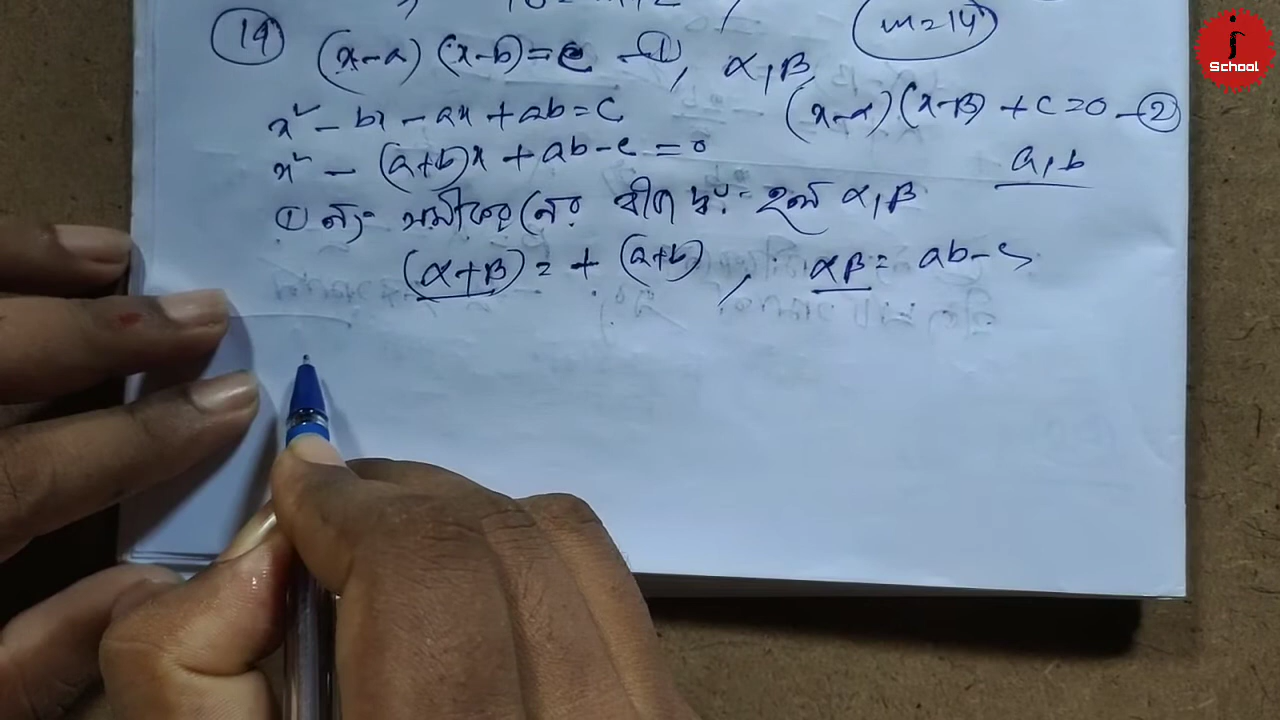 (m=14)
(14) (x-a) (x-b)=c —①, α,β
x² - bx - ax + ab = c (x-α)(x-β) + c = 0 —②
x² - (a+b)x + ab - c = 0 a, b
① নং সমীকরণের বীজ দ্বয় হল α,β
(α+β) = + (a+b) , αβ = ab - c
j School